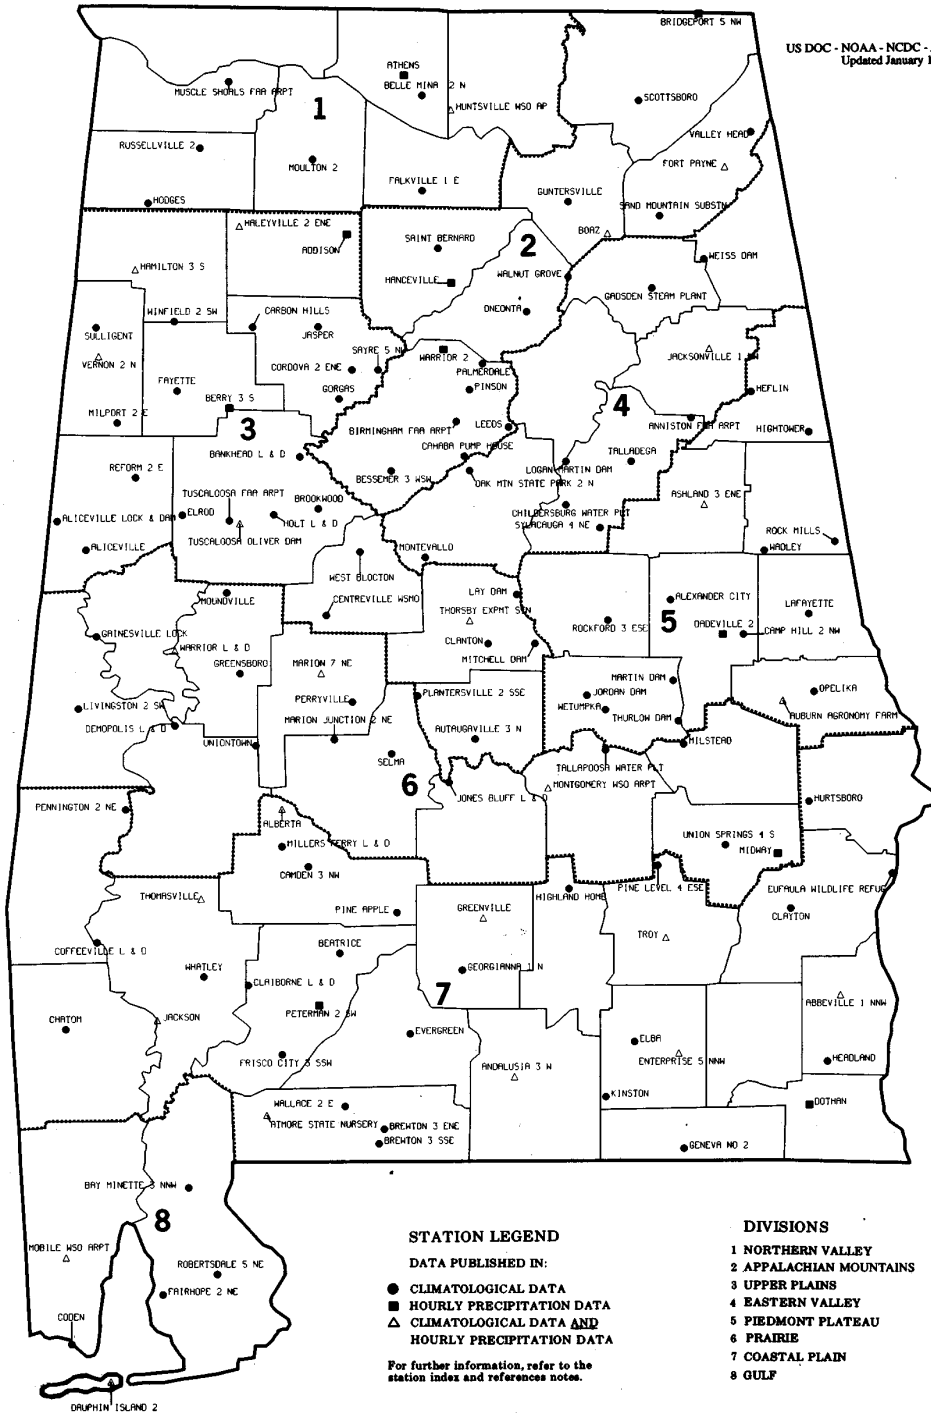 BRIDGEPORT 5 NW
US DOC - NOAA - NCDC -
Updated January 1
ATHENS
BELLE MINA 2 N
MUSCLE SHOALS FAA ARPT
HUNTSVILLE WSO AP
SCOTTSBORO
1
VALLEY HEAD
RUSSELLVILLE 2
MOULTON 2
FORT PAYNE
FALKVILLE 1 E
GUNTERSVILLE
HODGES
SAND MOUNTAIN SUBSTN
HALEYVILLE 2 ENE
ADDISON
SAINT BERNARD
2
BOAZ
HAMILTON 3 S
HANCEVILLE
WALNUT GROVE
WEISS DAM
GADSDEN STEAM PLANT
WINFIELD 2 SW
CARBON HILLS
ONEONTA
SULLIGENT
JASPER
VERNON 2 N
SAYRE 5 NW
WARRIOR 2
JACKSONVILLE 1 NW
CORDOVA 2 ENE
PALMERDALE
FAYETTE
GORGAS
PINSON
HEFLIN
BERRY 3 S
4
MILPORT 2 E
3
BIRMINGHAM FAA ARPT
LEEDS
ANNISTON FAA ARPT
HIGHTOWER
BANKHEAD L & D
CAHABA PUMP HOUSE
TALLADEGA
REFORM 2 E
BESSEMER 3 WSW
LOGAN MARTIN DAM
OAK MTN STATE PARK 2 N
TUSCALOOSA FAA ARPT
BROOKWOOD
ASHLAND 3 ENE
ALICEVILLE LOCK & DAM
ELROD
HOLT L & D
CHILDERSBURG WATER PLT
SYLACAUGA 4 NE
TUSCALOOSA OLIVER DAM
ROCK MILLS
ALICEVILLE
MONTEVALLO
WADLEY
WEST BLOCTON
MOUNDVILLE
CENTREVILLE WSMO
LAY DAM
THORSBY EXPMT STN
ALEXANDER CITY
LAFAYETTE
GAINESVILLE LOCK
ROCKFORD 3 ESE
5
DADEVILLE 2
CAMP HILL 2 NW
WARRIOR L & D
CLANTON
MITCHELL DAM
GREENSBORO
MARION 7 NE
MARTIN DAM
LIVINGSTON 2 SW
PERRYVILLE
PLANTERSVILLE 2 SSE
JORDAN DAM
OPELIKA
DEMOPOLIS L & D
MARION JUNCTION 2 NE
WETUMPKA
THURLOW DAM
AUBURN AGRONOMY FARM
UNIONTOWN
AUTAUGAVILLE 3 N
MILSTEAD
SELMA
TALLAPOOSA WATER PLT
6
PENNINGTON 2 NE
JONES BLUFF L & D
MONTGOMERY WSO ARPT
HURTSBORO
ALBERTA
MILLERS FERRY L & D
UNION SPRINGS 4 S
MIDWAY
CAMDEN 3 NW
THOMASVILLE
HIGHLAND HOME
PINE LEVEL 4 ESE
EUFAULA WILDLIFE REFUG
PINE APPLE
GREENVILLE
CLAYTON
COFFEEVILLE L & D
BEATRICE
TROY
WHATLEY
CLAIBORNE L & D
GEORGIANNA 1 N
7
ABBEVILLE 1 NNW
CHATOM
JACKSON
PETERMAN 2 SW
EVERGREEN
ELBA
FRISCO CITY 3 SSW
ANDALUSIA 3 W
ENTERPRISE 5 NNW
HEADLAND
WALLACE 2 E
KINSTON
DOTHAN
ATMORE STATE NURSERY
BREWTON 3 ENE
BREWTON 3 SSE
GENEVA NO 2
BAY MINETTE 3 NNW
8
MOBILE WSO ARPT
ROBERTSDALE 5 NE
FAIRHOPE 2 NE
CODEN
DAUPHIN ISLAND 2
STATION LEGEND
DATA PUBLISHED IN:
CLIMATOLOGICAL DATA
HOURLY PRECIPITATION DATA
CLIMATOLOGICAL DATA AND
HOURLY PRECIPITATION DATA
For further information, refer to the
station index and references notes.
DIVISIONS
1 NORTHERN VALLEY
2 APPALACHIAN MOUNTAINS
3 UPPER PLAINS
4 EASTERN VALLEY
5 PIEDMONT PLATEAU
6 PRAIRIE
7 COASTAL PLAIN
8 GULF